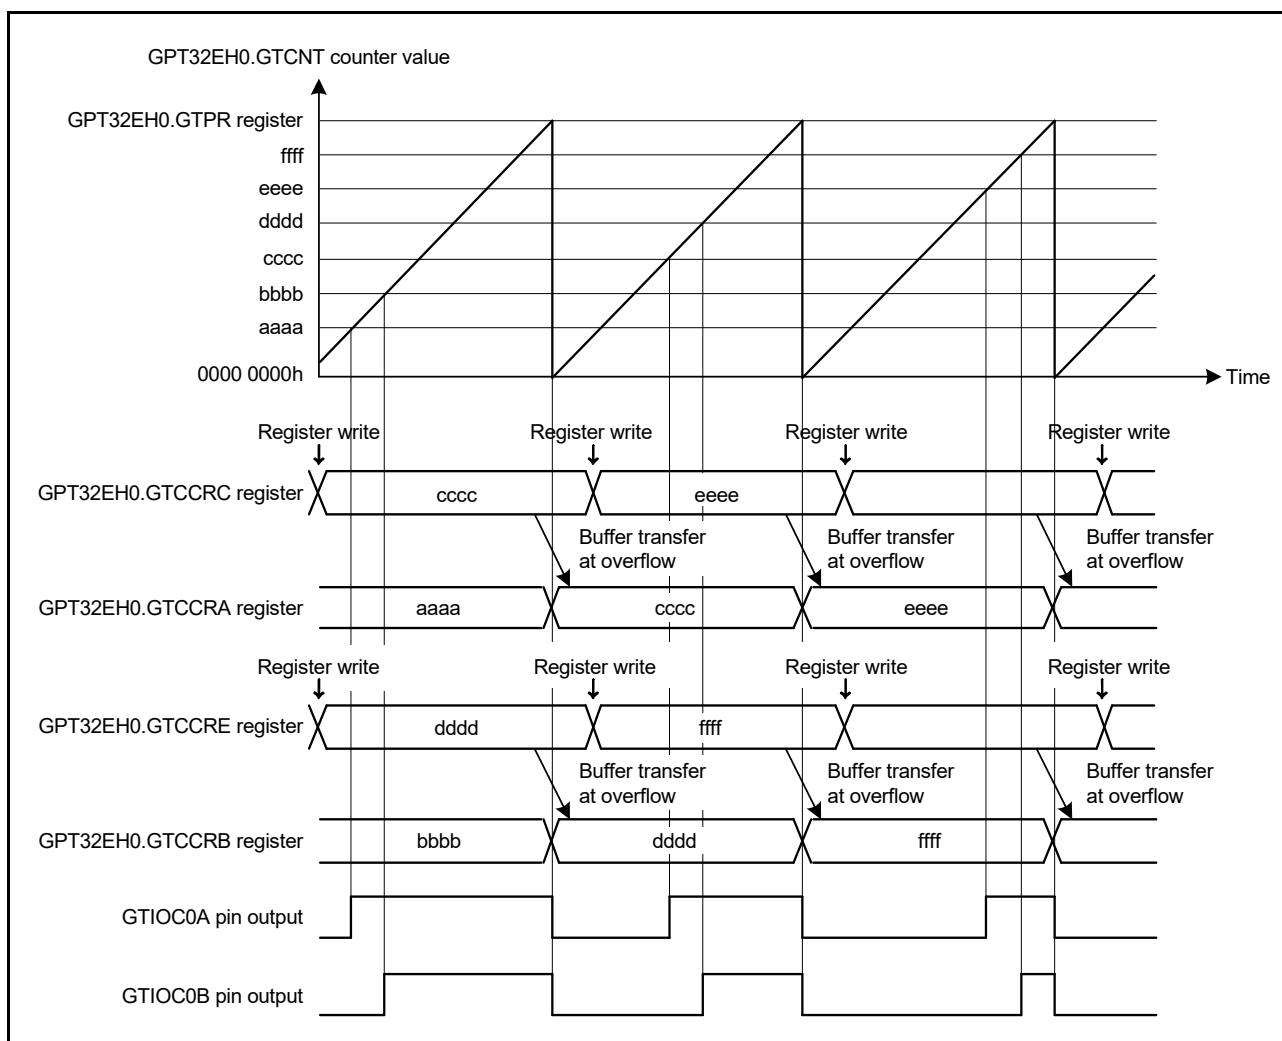 GPT32EH0.GTCNT counter value
GPT32EH0.GTPR register
ffff
eeee
dddd
cccc
bbbb
aaaa
0000 0000h
Time
Register write Register write Register write Register write
GPT32EH0.GTCCRC register cccc eeee
Buffer transfer Buffer transfer Buffer transfer
at overflow at overflow at overflow
GPT32EH0.GTCCRA register aaaa cccc eeee
Register write Register write Register write Register write
GPT32EH0.GTCCRE register dddd ffff
Buffer transfer Buffer transfer Buffer transfer
at overflow at overflow at overflow
GPT32EH0.GTCCRB register bbbb dddd ffff
GTIOC0A pin output
GTIOC0B pin output